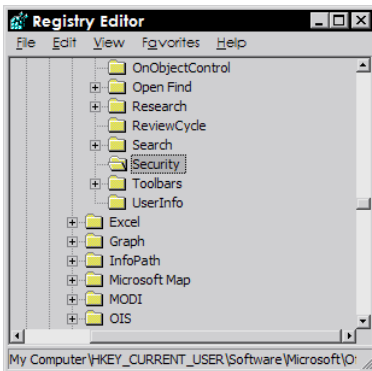 Registry Editor
File Edit View Favorites Help
OnObjectControl
Open Find
Research
ReviewCycle
Search
Security
Toolbars
UserInfo
Excel
Graph
InfoPath
Microsoft Map
MODI
OIS
My Computer\HKEY_CURRENT_USER\Software\Microsoft\O